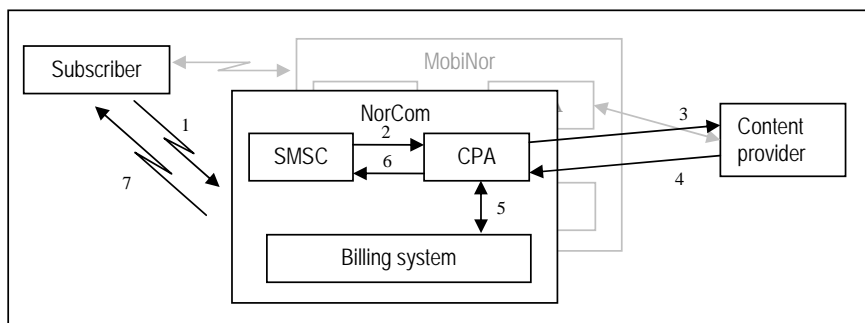 MobiNor
Subscriber
NorCom
1
2
3
SMSC
CPA
Content
provider
6
4
7
5
Billing system